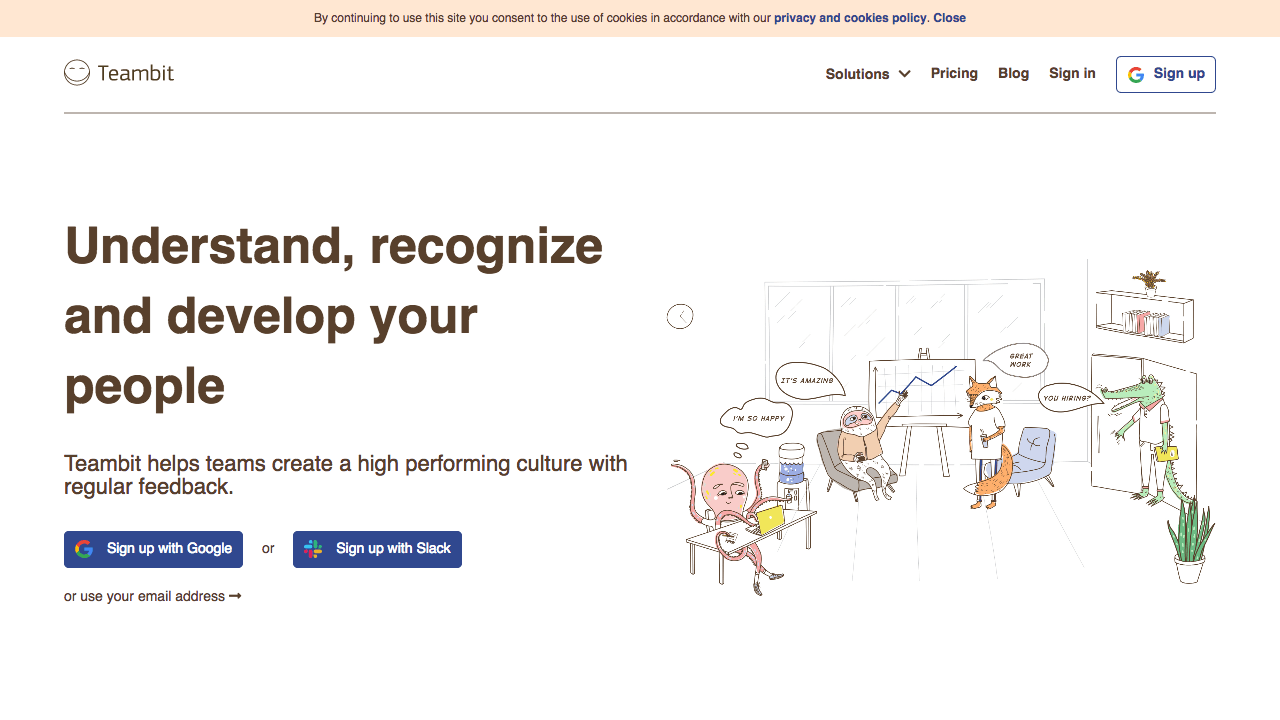 By continuing to use this site you consent to the use of cookies in accordance with our privacy and cookies policy. Close
Teambit
Solutions
Pricing
Blog
Sign in
Sign up
Understand, recognize
and develop your
people
Teambit helps teams create a high performing culture with
regular feedback.
Sign up with Google
or
Sign up with Slack
or use your email address →
GREAT
WORK
IT'S AMAZING
YOU HIRING?
I'M SO HAPPY